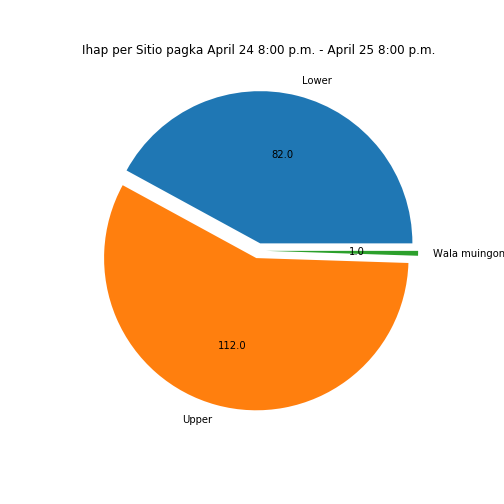 Ihap per Sitio pagka April 24 8:00 p.m. - April 25 8:00 p.m.
Lower
82.0
1.0
Wala muingon
112.0
Upper